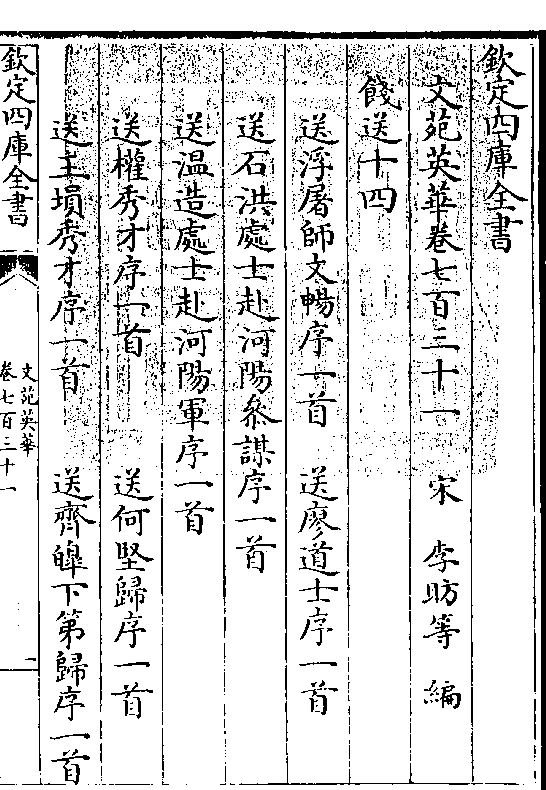 欽定四庫全書
文苑英華卷七百三十一 宋 李昉等 編
餞送十四
送浮屠師文暢序一首 送廖道士序一首
送石洪處士赴河陽叅謀序一首
送温造處士赴河陽軍序一首
送權秀才序一首 送何堅歸序一首
送王塤秀才序一首 送齊皥下第歸序一首
欽定四庫全書
文苑英華
卷七百三十一
一